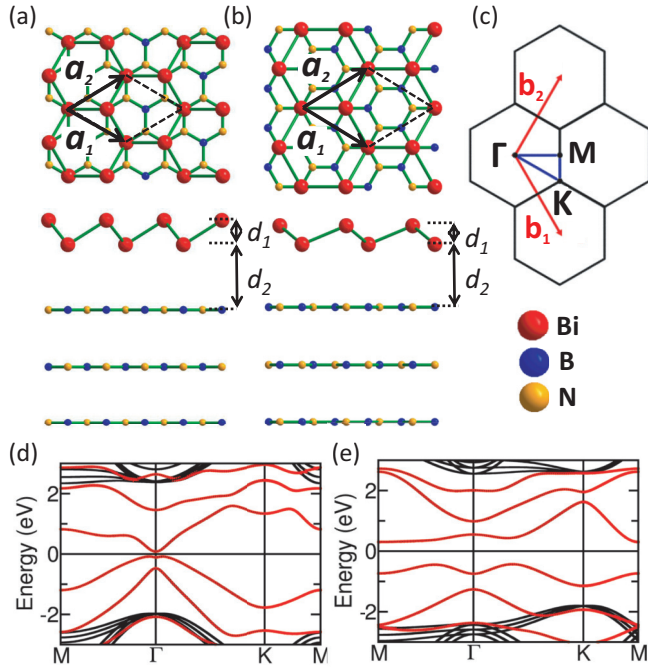 (a)
(b)
(c)
a₂
a₁
a₂
a₁
b₂
Γ
M
K
b₁
d₁
d₂
d₁
d₂
Bi
B
N
(d)
(e)
Energy (eV)
2
0
-2
M
Γ
K
M
Energy (eV)
2
0
-2
M
Γ
K
M